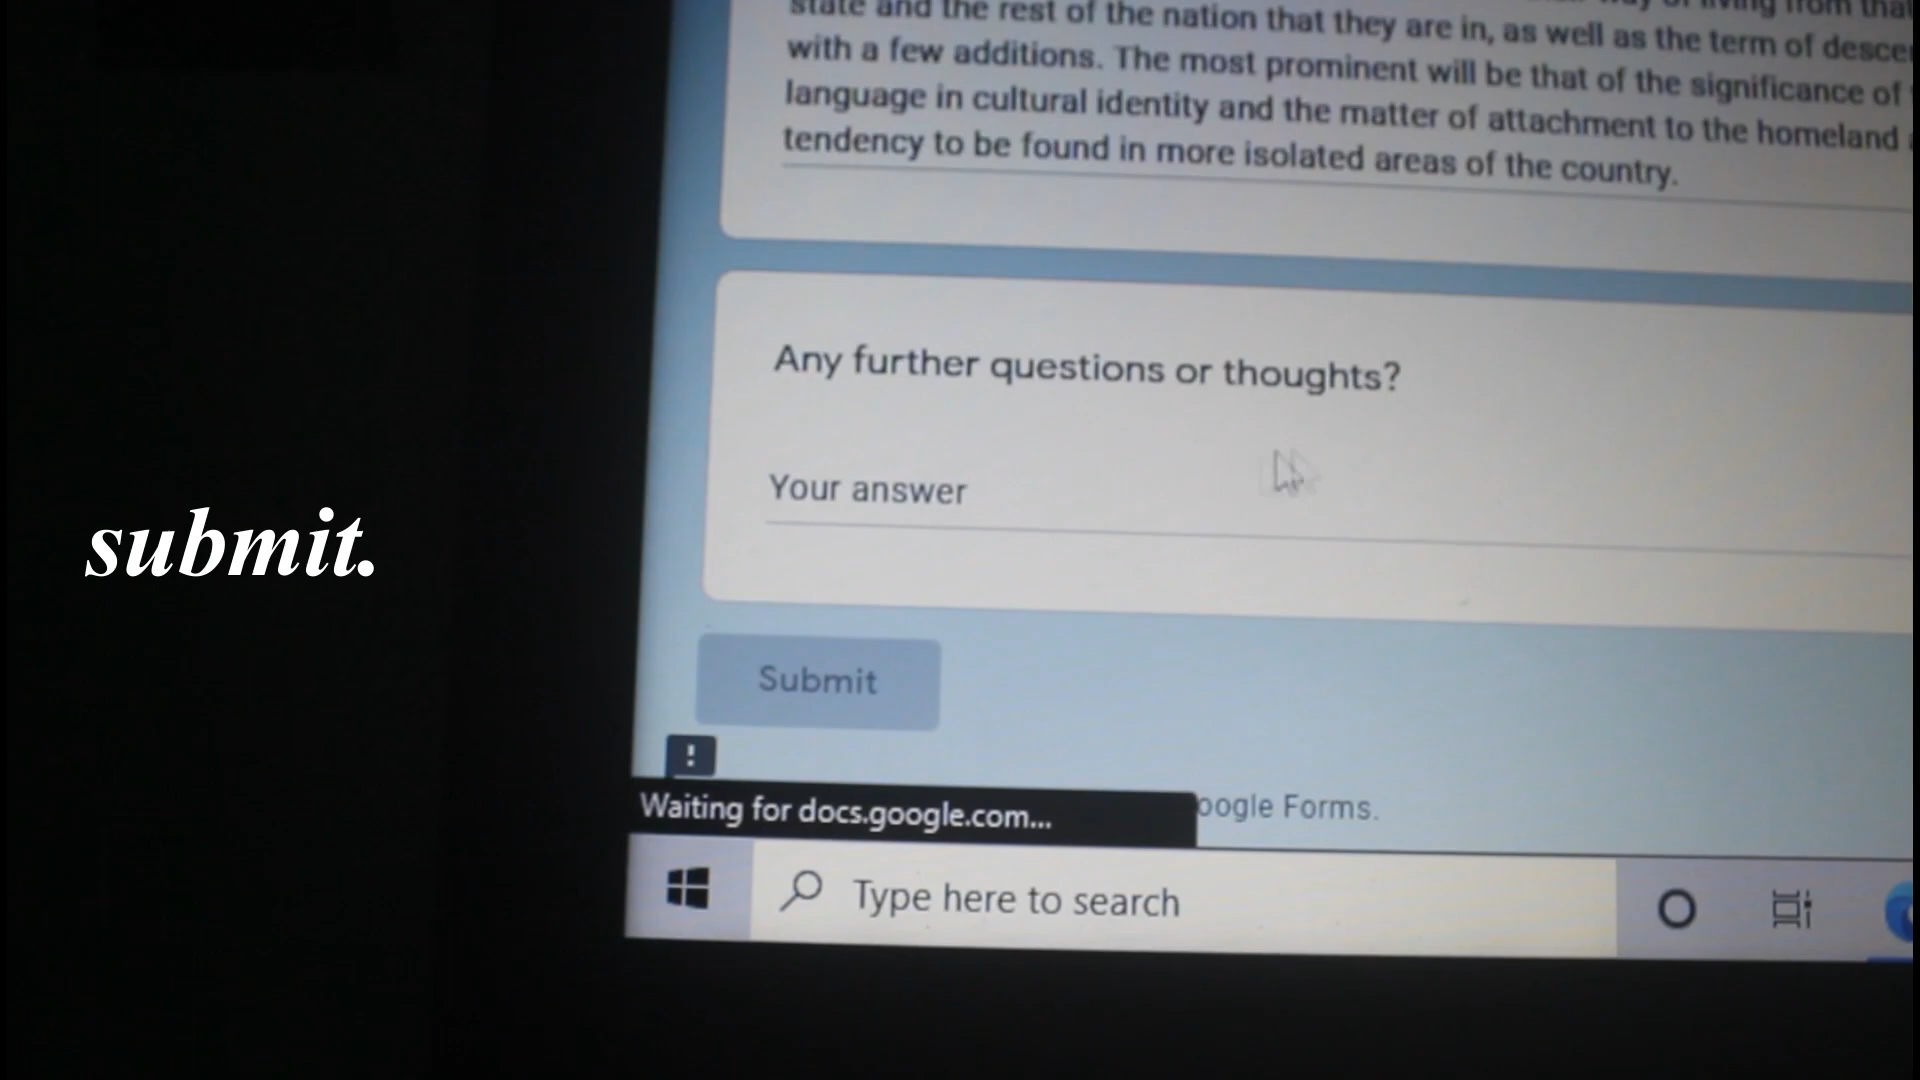 living from that
state and the rest of the nation that they are in, as well as the term of
with a few additions. The most prominent will be that of the significance of
language in cultural identity and the matter of attachment to the homeland
tendency to be found in more isolated areas of the country.
Any further questions or thoughts?
Your answer
submit.
Submit
!
Waiting for docs.google.com...
oogle Forms.
Type here to search